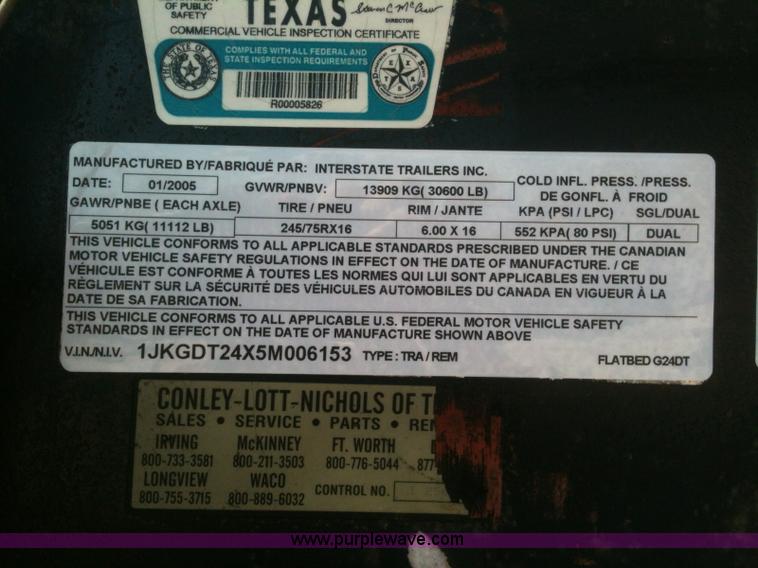 OF PUBLIC
SAFETY
TEXAS
DIRECTOR
COMMERCIAL VEHICLE INSPECTION CERTIFICATE
COMPLIES WITH ALL FEDERAL AND
STATE INSPECTION REQUIREMENTS
THE STATE OF TEXAS
R00005826
MANUFACTURED BY/FABRIQUÉ PAR: INTERSTATE TRAILERS INC.
DATE: 01/2005 GVWR/PNBV: 13909 KG( 30600 LB) COLD INFL. PRESS./PRESS.
DE GONFL. À FROID
GAWR/PNBE ( EACH AXLE) TIRE / PNEU RIM / JANTE KPA (PSI / LPC) SGL/DUAL
5051 KG( 11112 LB) 245/75RX16 6.00 X 16 552 KPA( 80 PSI) DUAL
THIS VEHICLE CONFORMS TO ALL APPLICABLE STANDARDS PRESCRIBED UNDER THE CANADIAN
MOTOR VEHICLE SAFETY REGULATIONS IN EFFECT ON THE DATE OF MANUFACTURE. / CE
VÉHICULE EST CONFORME À TOUTES LES NORMES QUI LUI SONT APPLICABLES EN VERTU DU
RÈGLEMENT SUR LA SÉCURITÉ DES VÉHICULES AUTOMOBILES DU CANADA EN VIGUEUR À LA
DATE DE SA FABRICATION.
THIS VEHICLE CONFORMS TO ALL APPLICABLE U.S. FEDERAL MOTOR VEHICLE SAFETY
STANDARDS IN EFFECT ON THE DATE OF MANUFACTURE SHOWN ABOVE
V.I.N./N.I.V. 1JKGDT24X5M006153 TYPE : TRA / REM FLATBED G24DT
CONLEY-LOTT-NICHOLS OF T
SALES • SERVICE • PARTS • REN
IRVING McKINNEY FT. WORTH
800-733-3581 800-211-3503 800-776-5044 877
LONGVIEW WACO
800-755-3715 800-889-6032 CONTROL NO.
www.purplewave.com